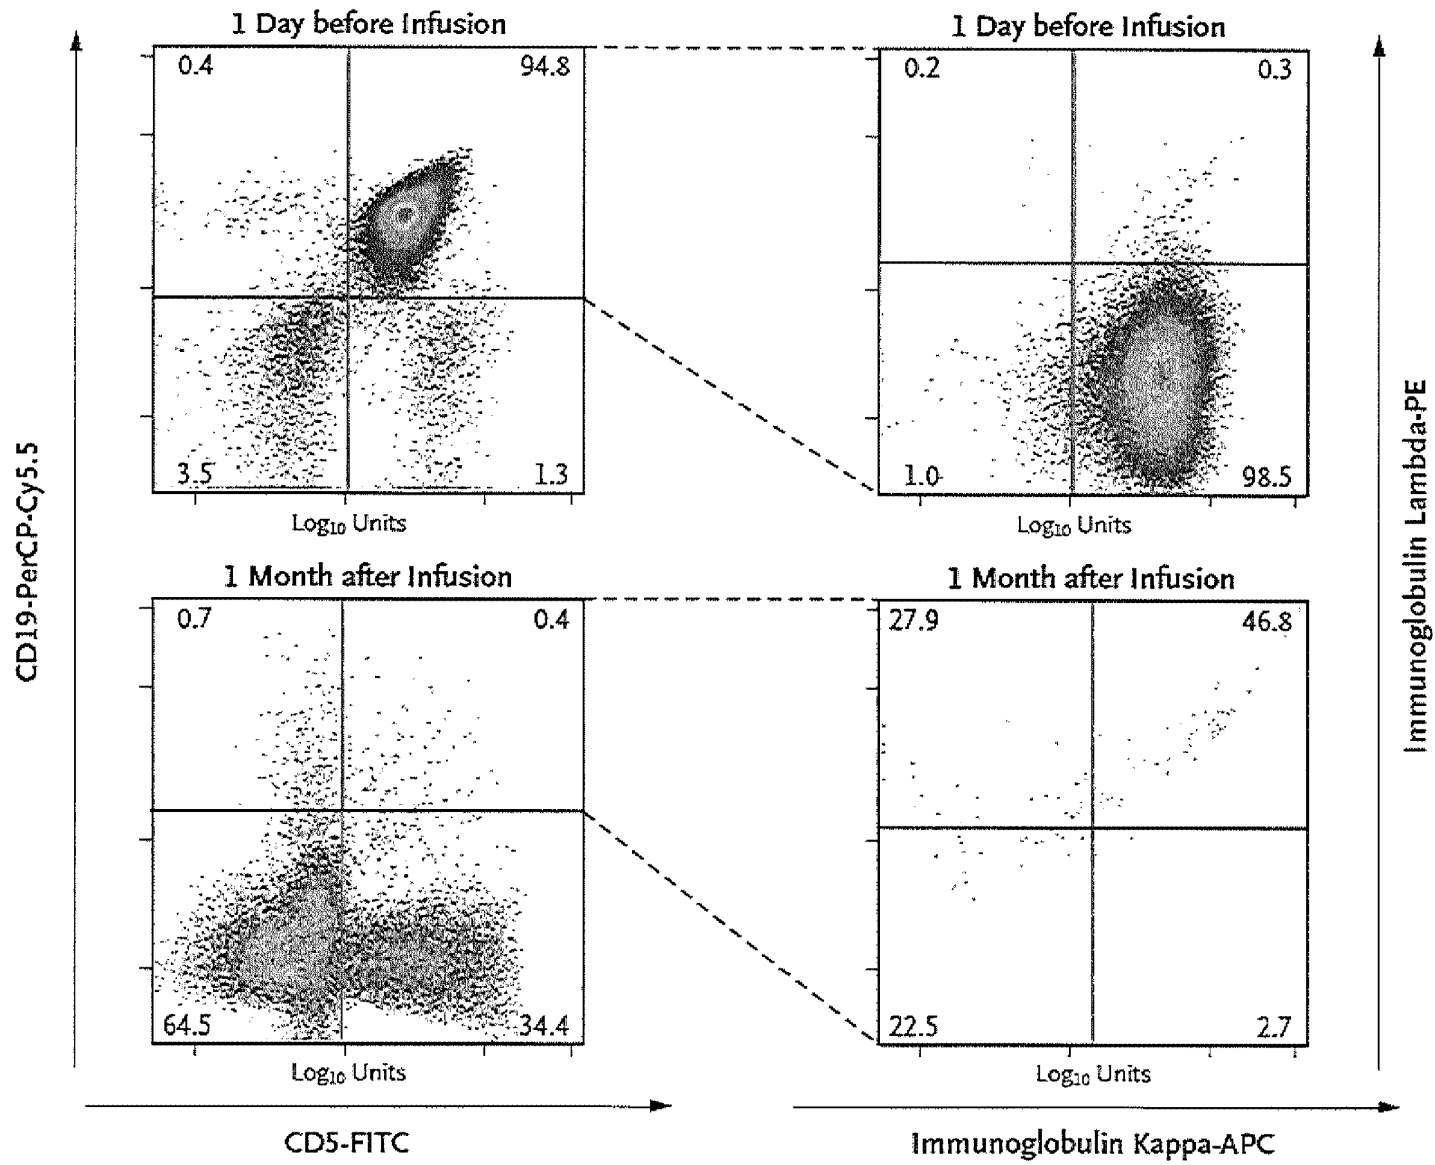 1 Day before Infusion
0.4
94.8
3.5
1.3
Log10 Units
1 Day before Infusion
0.2
0.3
1.0
98.5
Log10 Units
1 Month after Infusion
0.7
0.4
64.5
34.4
Log10 Units
1 Month after Infusion
27.9
46.8
22.5
2.7
Log10 Units
CD19-PerCP-Cy5.5
CD5-FITC
Immunoglobulin Lambda-PE
Immunoglobulin Kappa-APC